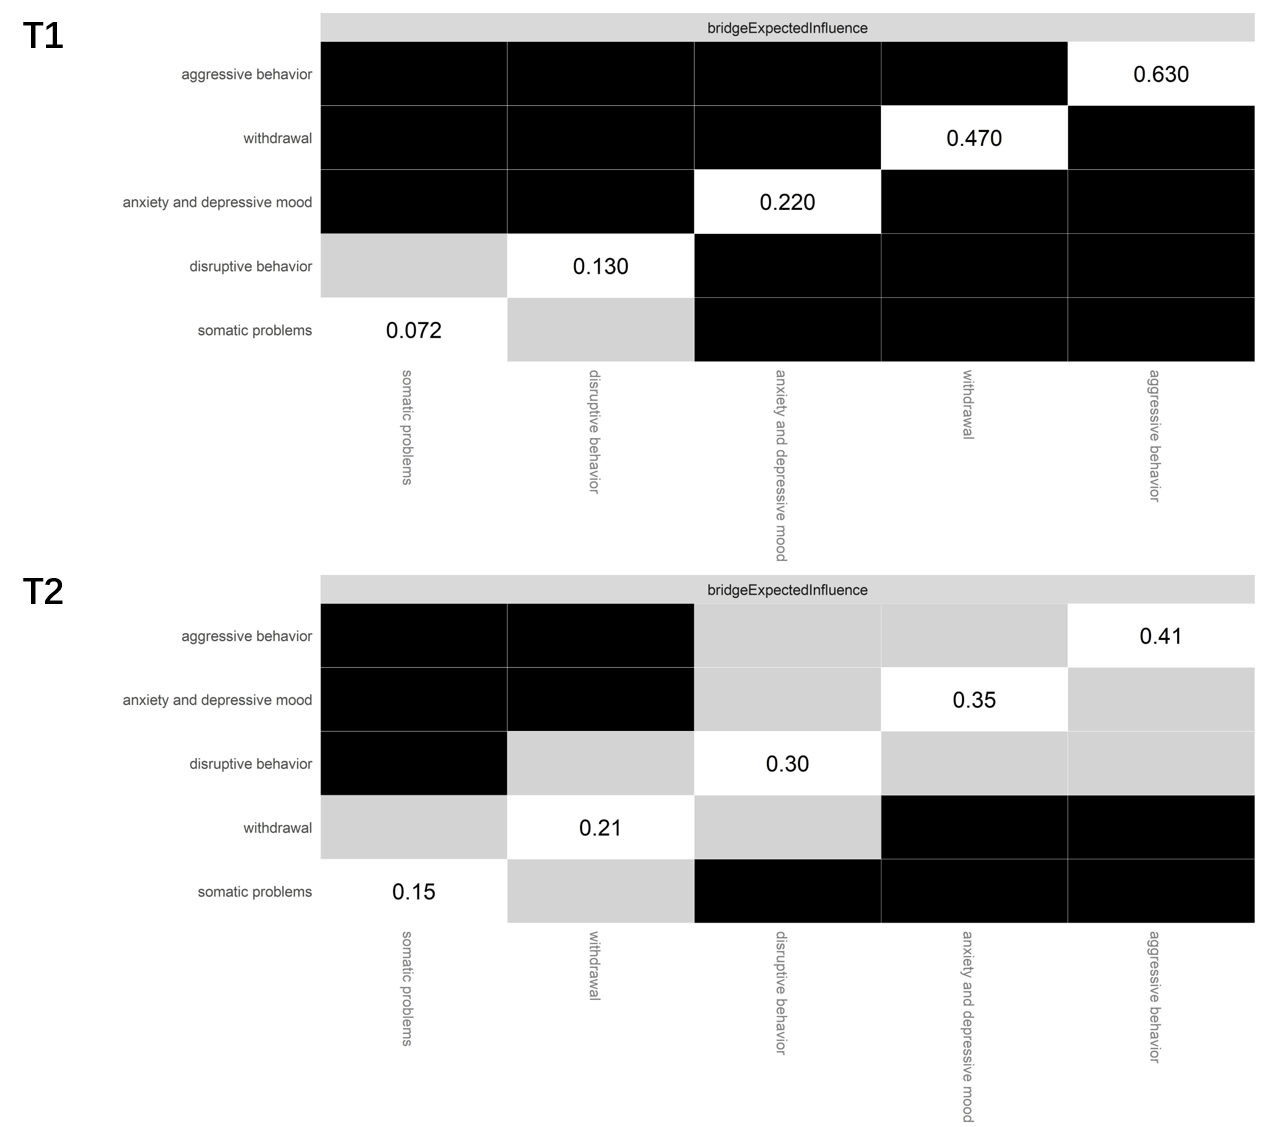 T1
bridgeExpectedInfluence
aggressive behavior
0.630
withdrawal
0.470
anxiety and depressive mood
0.220
disruptive behavior
0.130
somatic problems
0.072
somatic problems
disruptive behavior
anxiety and depressive mood
withdrawal
aggressive behavior
T2
bridgeExpectedInfluence
aggressive behavior
0.41
anxiety and depressive mood
0.35
disruptive behavior
0.30
withdrawal
0.21
somatic problems
0.15
somatic problems
withdrawal
disruptive behavior
anxiety and depressive mood
aggressive behavior